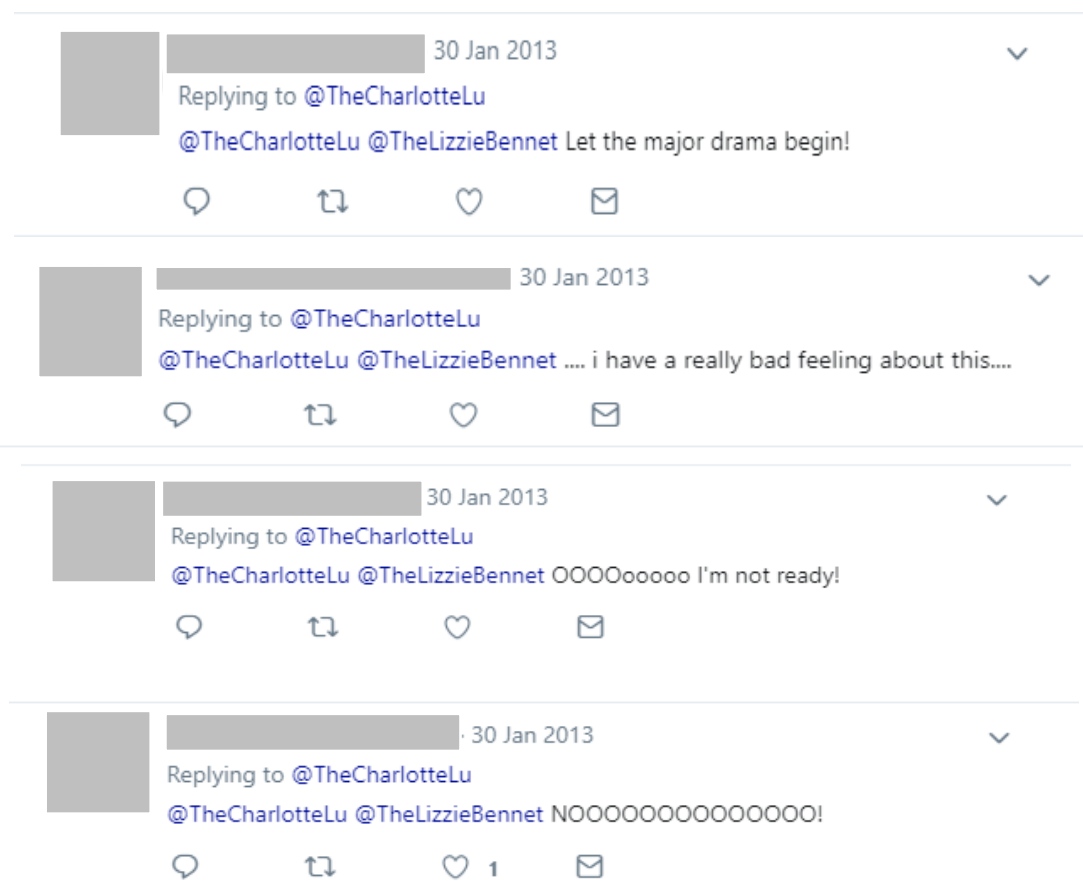 30 Jan 2013
Replying to @TheCharlotteLu
@TheCharlotteLu @TheLizzieBennet Let the major drama begin!
30 Jan 2013
Replying to @TheCharlotteLu
@TheCharlotteLu @TheLizzieBennet .... i have a really bad feeling about this....
30 Jan 2013
Replying to @TheCharlotteLu
@TheCharlotteLu @TheLizzieBennet OOOOooooo I'm not ready!
· 30 Jan 2013
Replying to @TheCharlotteLu
@TheCharlotteLu @TheLizzieBennet NOOOOOOOOOOOOOO!
1